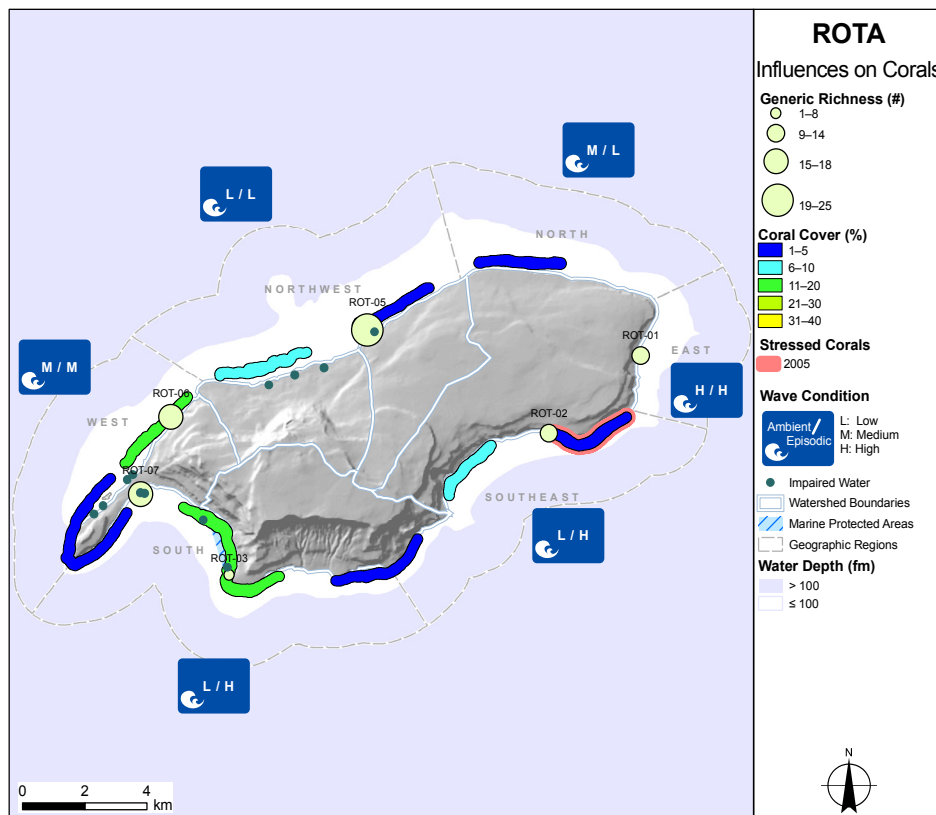 ROTA
Influences on Corals
Generic Richness (#)
1–8
9–14
15–18
19–25
Coral Cover (%)
1–5
6–10
11–20
21–30
31–40
Stressed Corals
2005
Wave Condition
Ambient/
Episodic
L: Low
M: Medium
H: High
Impaired Water
Watershed Boundaries
Marine Protected Areas
Geographic Regions
Water Depth (fm)
> 100
≤ 100
N
M / L
L / L
NORTH
NORTHWEST
ROT-05
ROT-01
EAST
M / M
H / H
ROT-06
WEST
ROT-02
ROT-07
SOUTHEAST
L / H
SOUTH
ROT-03
L / H
0 2 4
km